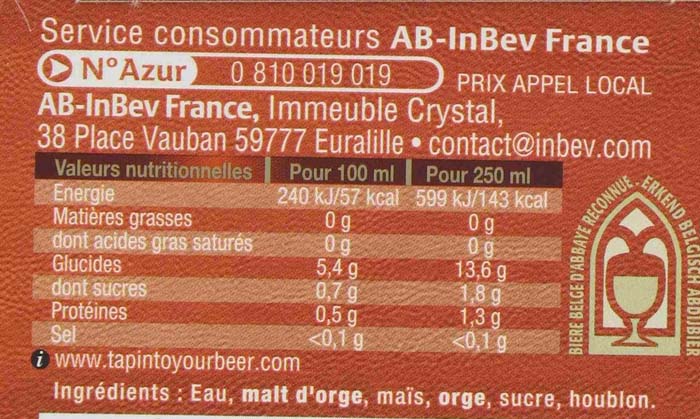 Service consommateurs AB-InBev France
N°Azur 0 810 019 019 PRIX APPEL LOCAL
AB-InBev France, Immeuble Crystal,
38 Place Vauban 59777 Euralille • contact@inbev.com
Valeurs nutritionnelles | Pour 100 ml | Pour 250 ml
Energie 240 kJ/57 kcal 599 kJ/143 kcal
Matières grasses 0 g 0 g
dont acides gras saturés 0 g 0 g
Glucides 5,4 g 13,6 g
dont sucres 0,7 g 1,8 g
Protéines 0,5 g 1,3 g
Sel <0,1 g <0,1 g
i www.tapintoyourbeer.com
Ingrédients : Eau, malt d'orge, maïs, orge, sucre, houblon.
BIERE BELGE D'ABBAYE RECONNUE - ERKEND BELGISCH ABDIJBIER